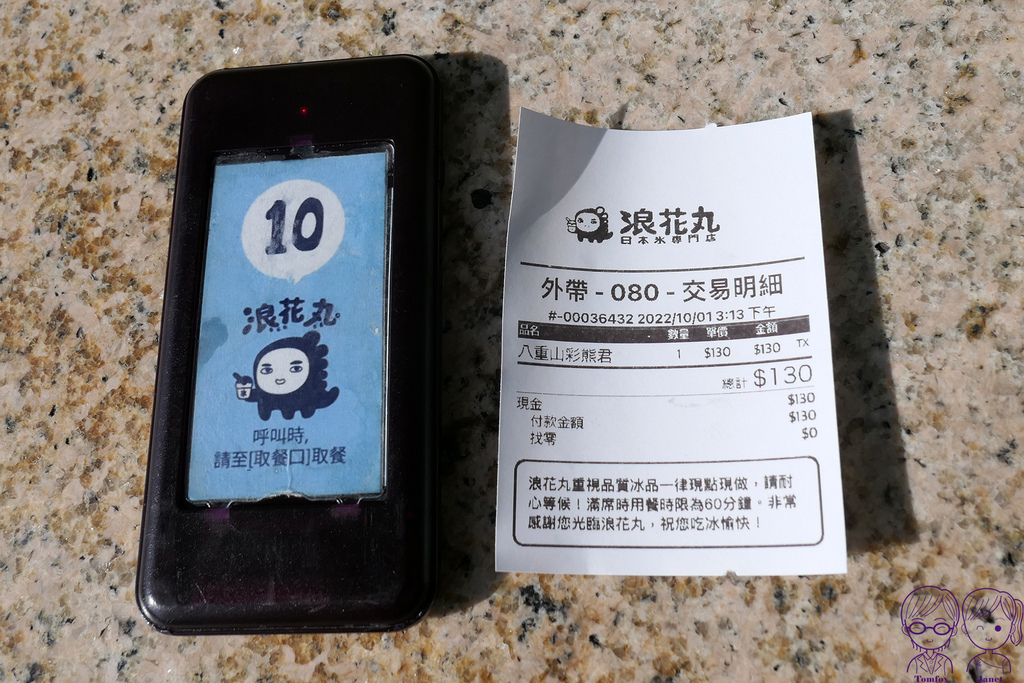 10
浪花丸
呼叫時,
請至[取餐口]取餐
浪花丸
日本氷專門店
外帶 - 080 - 交易明細
#-00036432 2022/10/01 3:13 下午
品名 數量 單價 金額
八重山彩熊君 1 $130 $130 TX
總計 $130
現金 $130
付款金額 $130
找零 $0
浪花丸重視品質冰品一律現點現做，請耐
心等候！滿席時用餐時限為60分鐘。非常
感謝您光臨浪花丸，祝您吃冰愉快！
Tomfox Janet